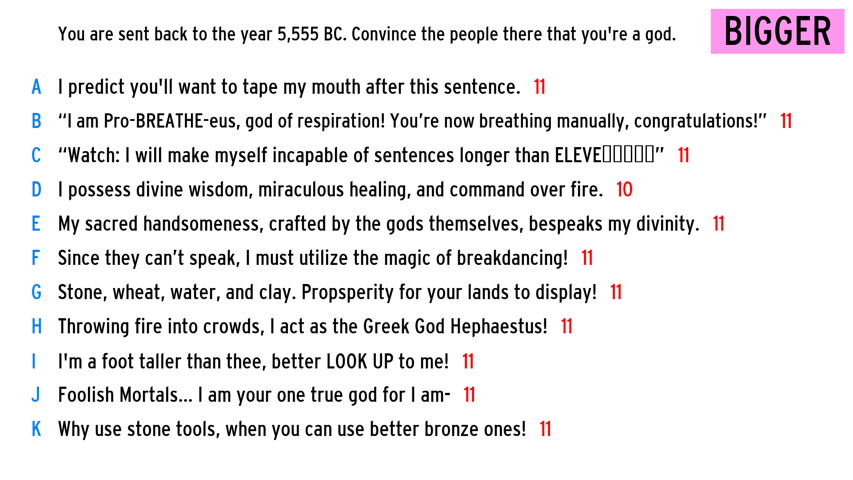 You are sent back to the year 5,555 BC. Convince the people there that you're a god. BIGGER
A I predict you'll want to tape my mouth after this sentence. 11
B “I am Pro-BREATHE-eus, god of respiration! You’re now breathing manually, congratulations!” 11
C “Watch: I will make myself incapable of sentences longer than ELEVE▯▯▯▯▯” 11
D I possess divine wisdom, miraculous healing, and command over fire. 10
E My sacred handsomeness, crafted by the gods themselves, bespeaks my divinity. 11
F Since they can’t speak, I must utilize the magic of breakdancing! 11
G Stone, wheat, water, and clay. Propsperity for your lands to display! 11
H Throwing fire into crowds, I act as the Greek God Hephaestus! 11
I I'm a foot taller than thee, better LOOK UP to me! 11
J Foolish Mortals... I am your one true god for I am- 11
K Why use stone tools, when you can use better bronze ones! 11